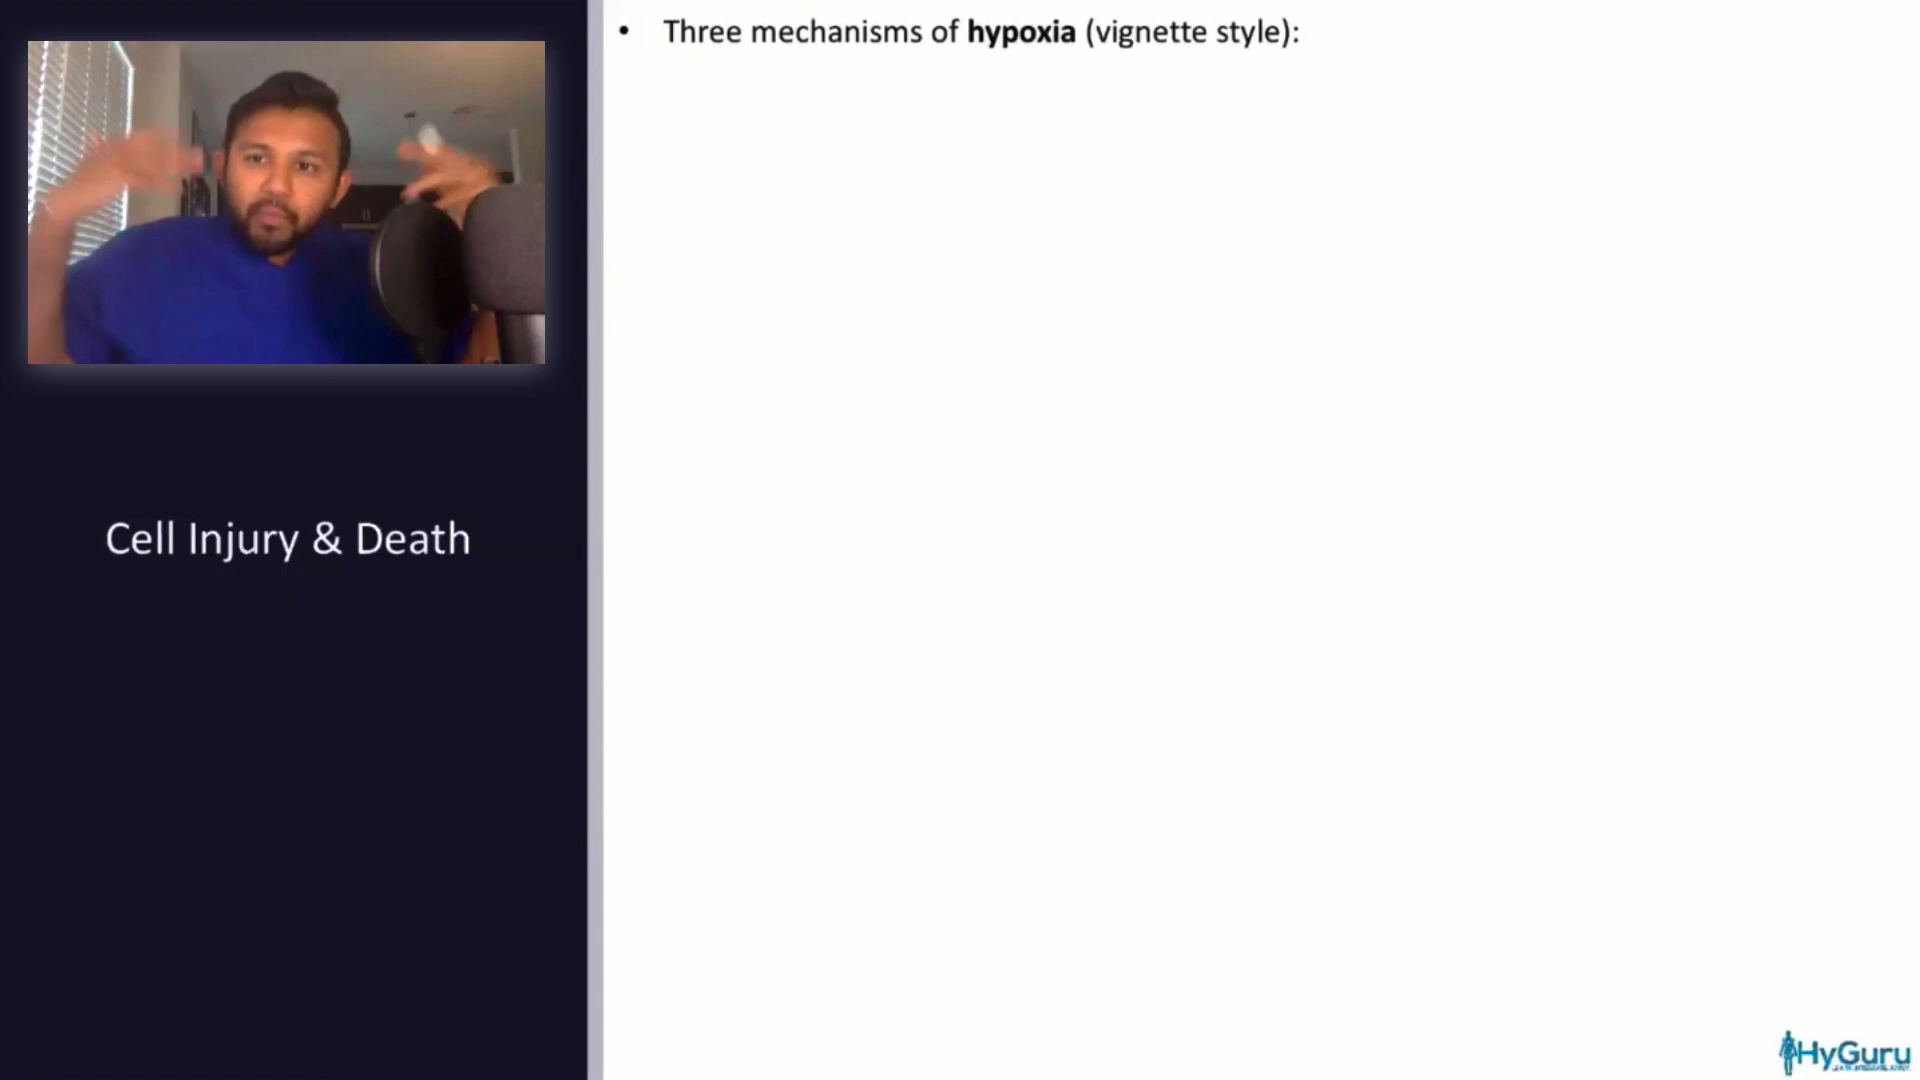 • Three mechanisms of hypoxia (vignette style):
Cell Injury & Death
HyGuru